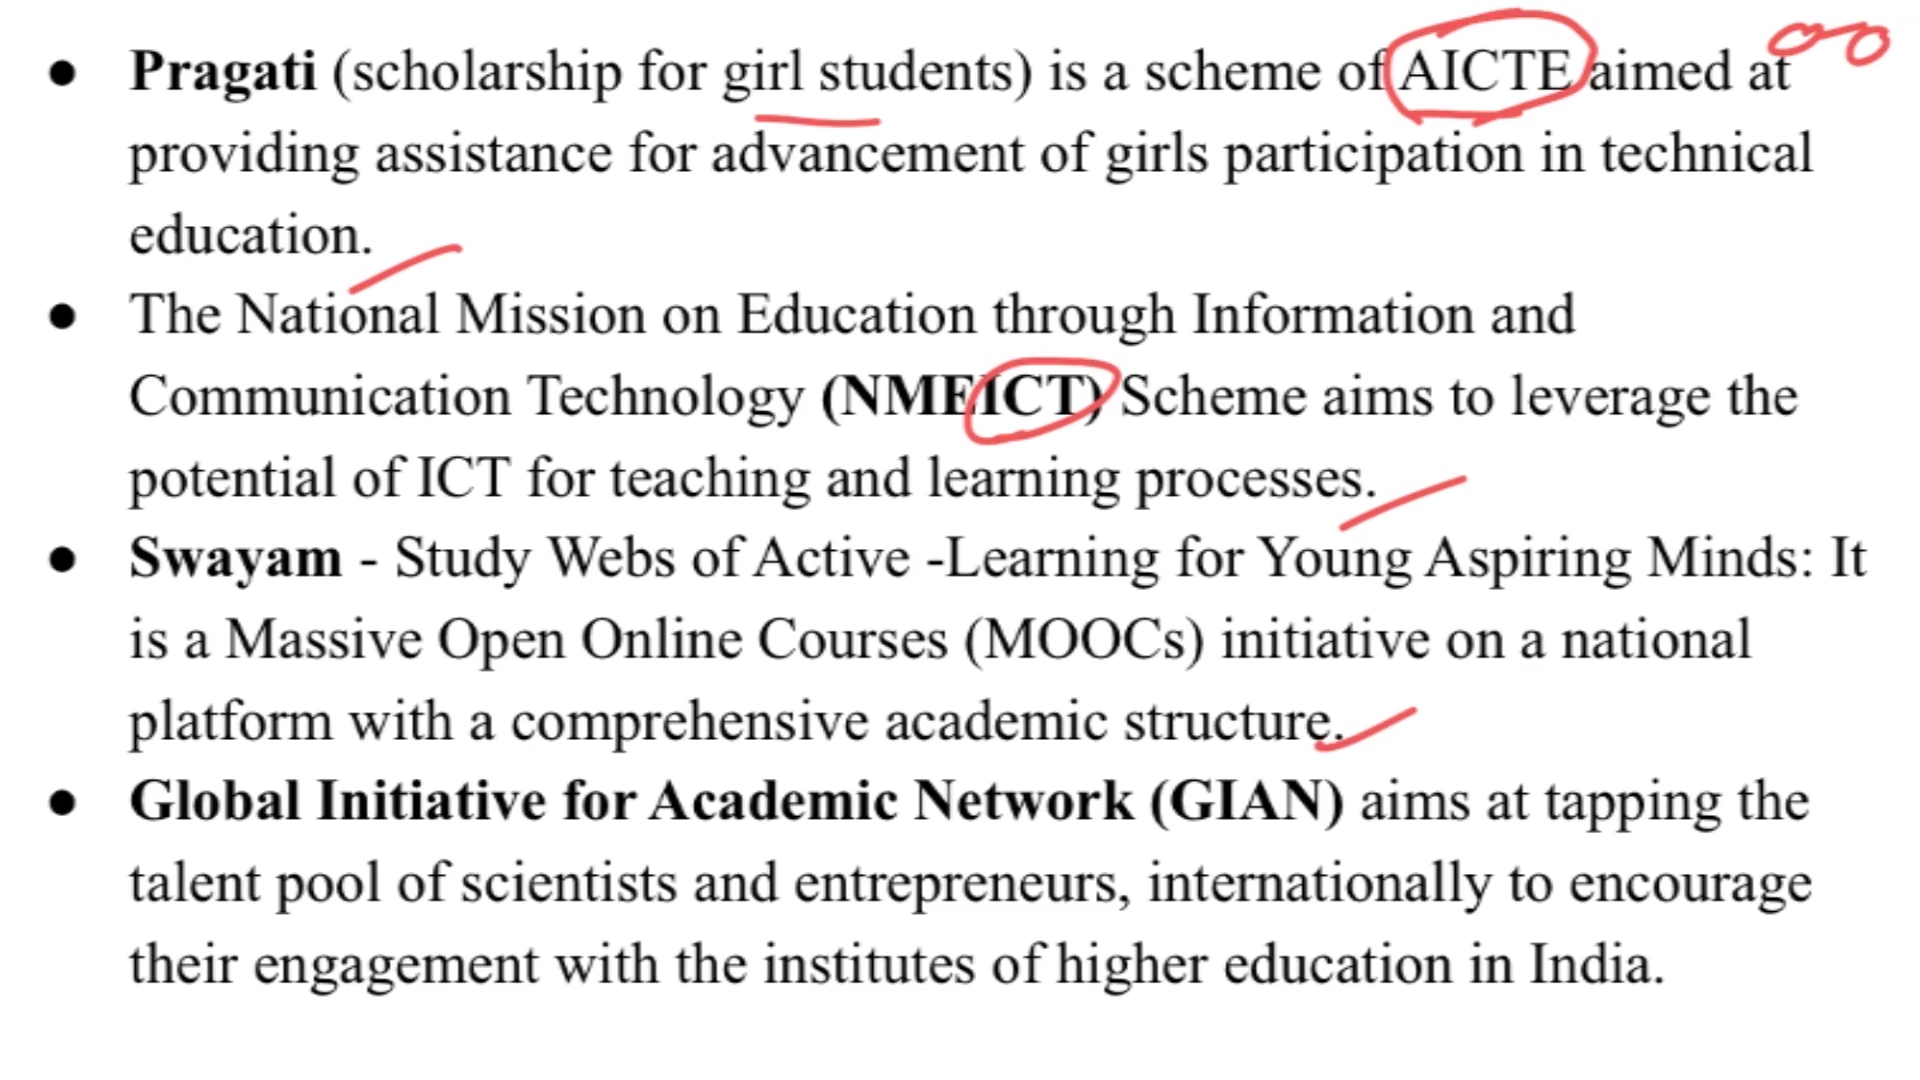 ● Pragati (scholarship for girl students) is a scheme of AICTE aimed at
providing assistance for advancement of girls participation in technical
education.
● The National Mission on Education through Information and
Communication Technology (NMEICT) Scheme aims to leverage the
potential of ICT for teaching and learning processes.
● Swayam - Study Webs of Active -Learning for Young Aspiring Minds: It
is a Massive Open Online Courses (MOOCs) initiative on a national
platform with a comprehensive academic structure.
● Global Initiative for Academic Network (GIAN) aims at tapping the
talent pool of scientists and entrepreneurs, internationally to encourage
their engagement with the institutes of higher education in India.